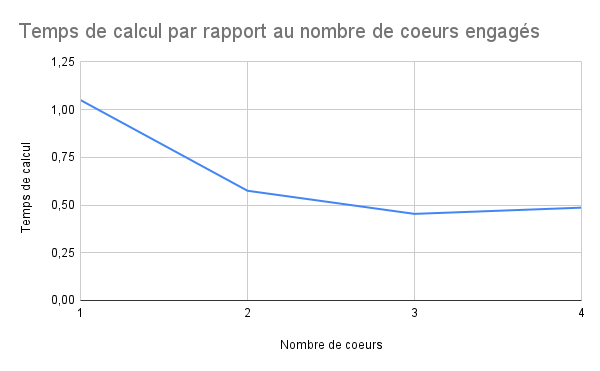 Temps de calcul par rapport au nombre de coeurs engagés
1,25
1,00
0,75
0,50
0,25
0,00
Temps de calcul
1 2 3 4
Nombre de coeurs